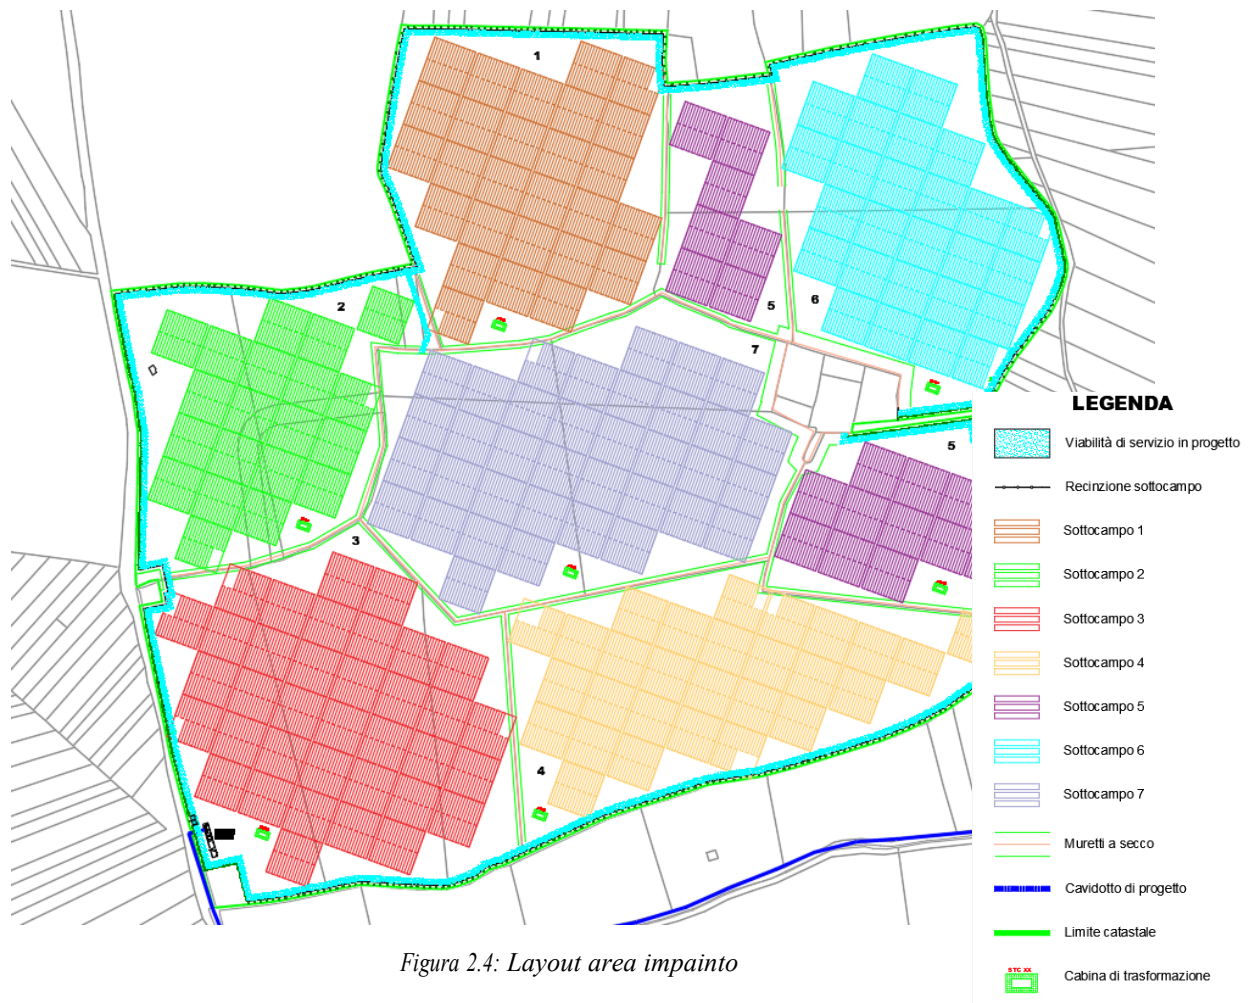 1
2
5
6
7
3
5
4
LEGENDA
Viabilità di servizio in progetto
Recinzione sottocampo
Sottocampo 1
Sottocampo 2
Sottocampo 3
Sottocampo 4
Sottocampo 5
Sottocampo 6
Sottocampo 7
Muretti a secco
Cavidotto di progetto
Limite catastale
STC XX
Cabina di trasformazione
Figura 2.4: Layout area impainto